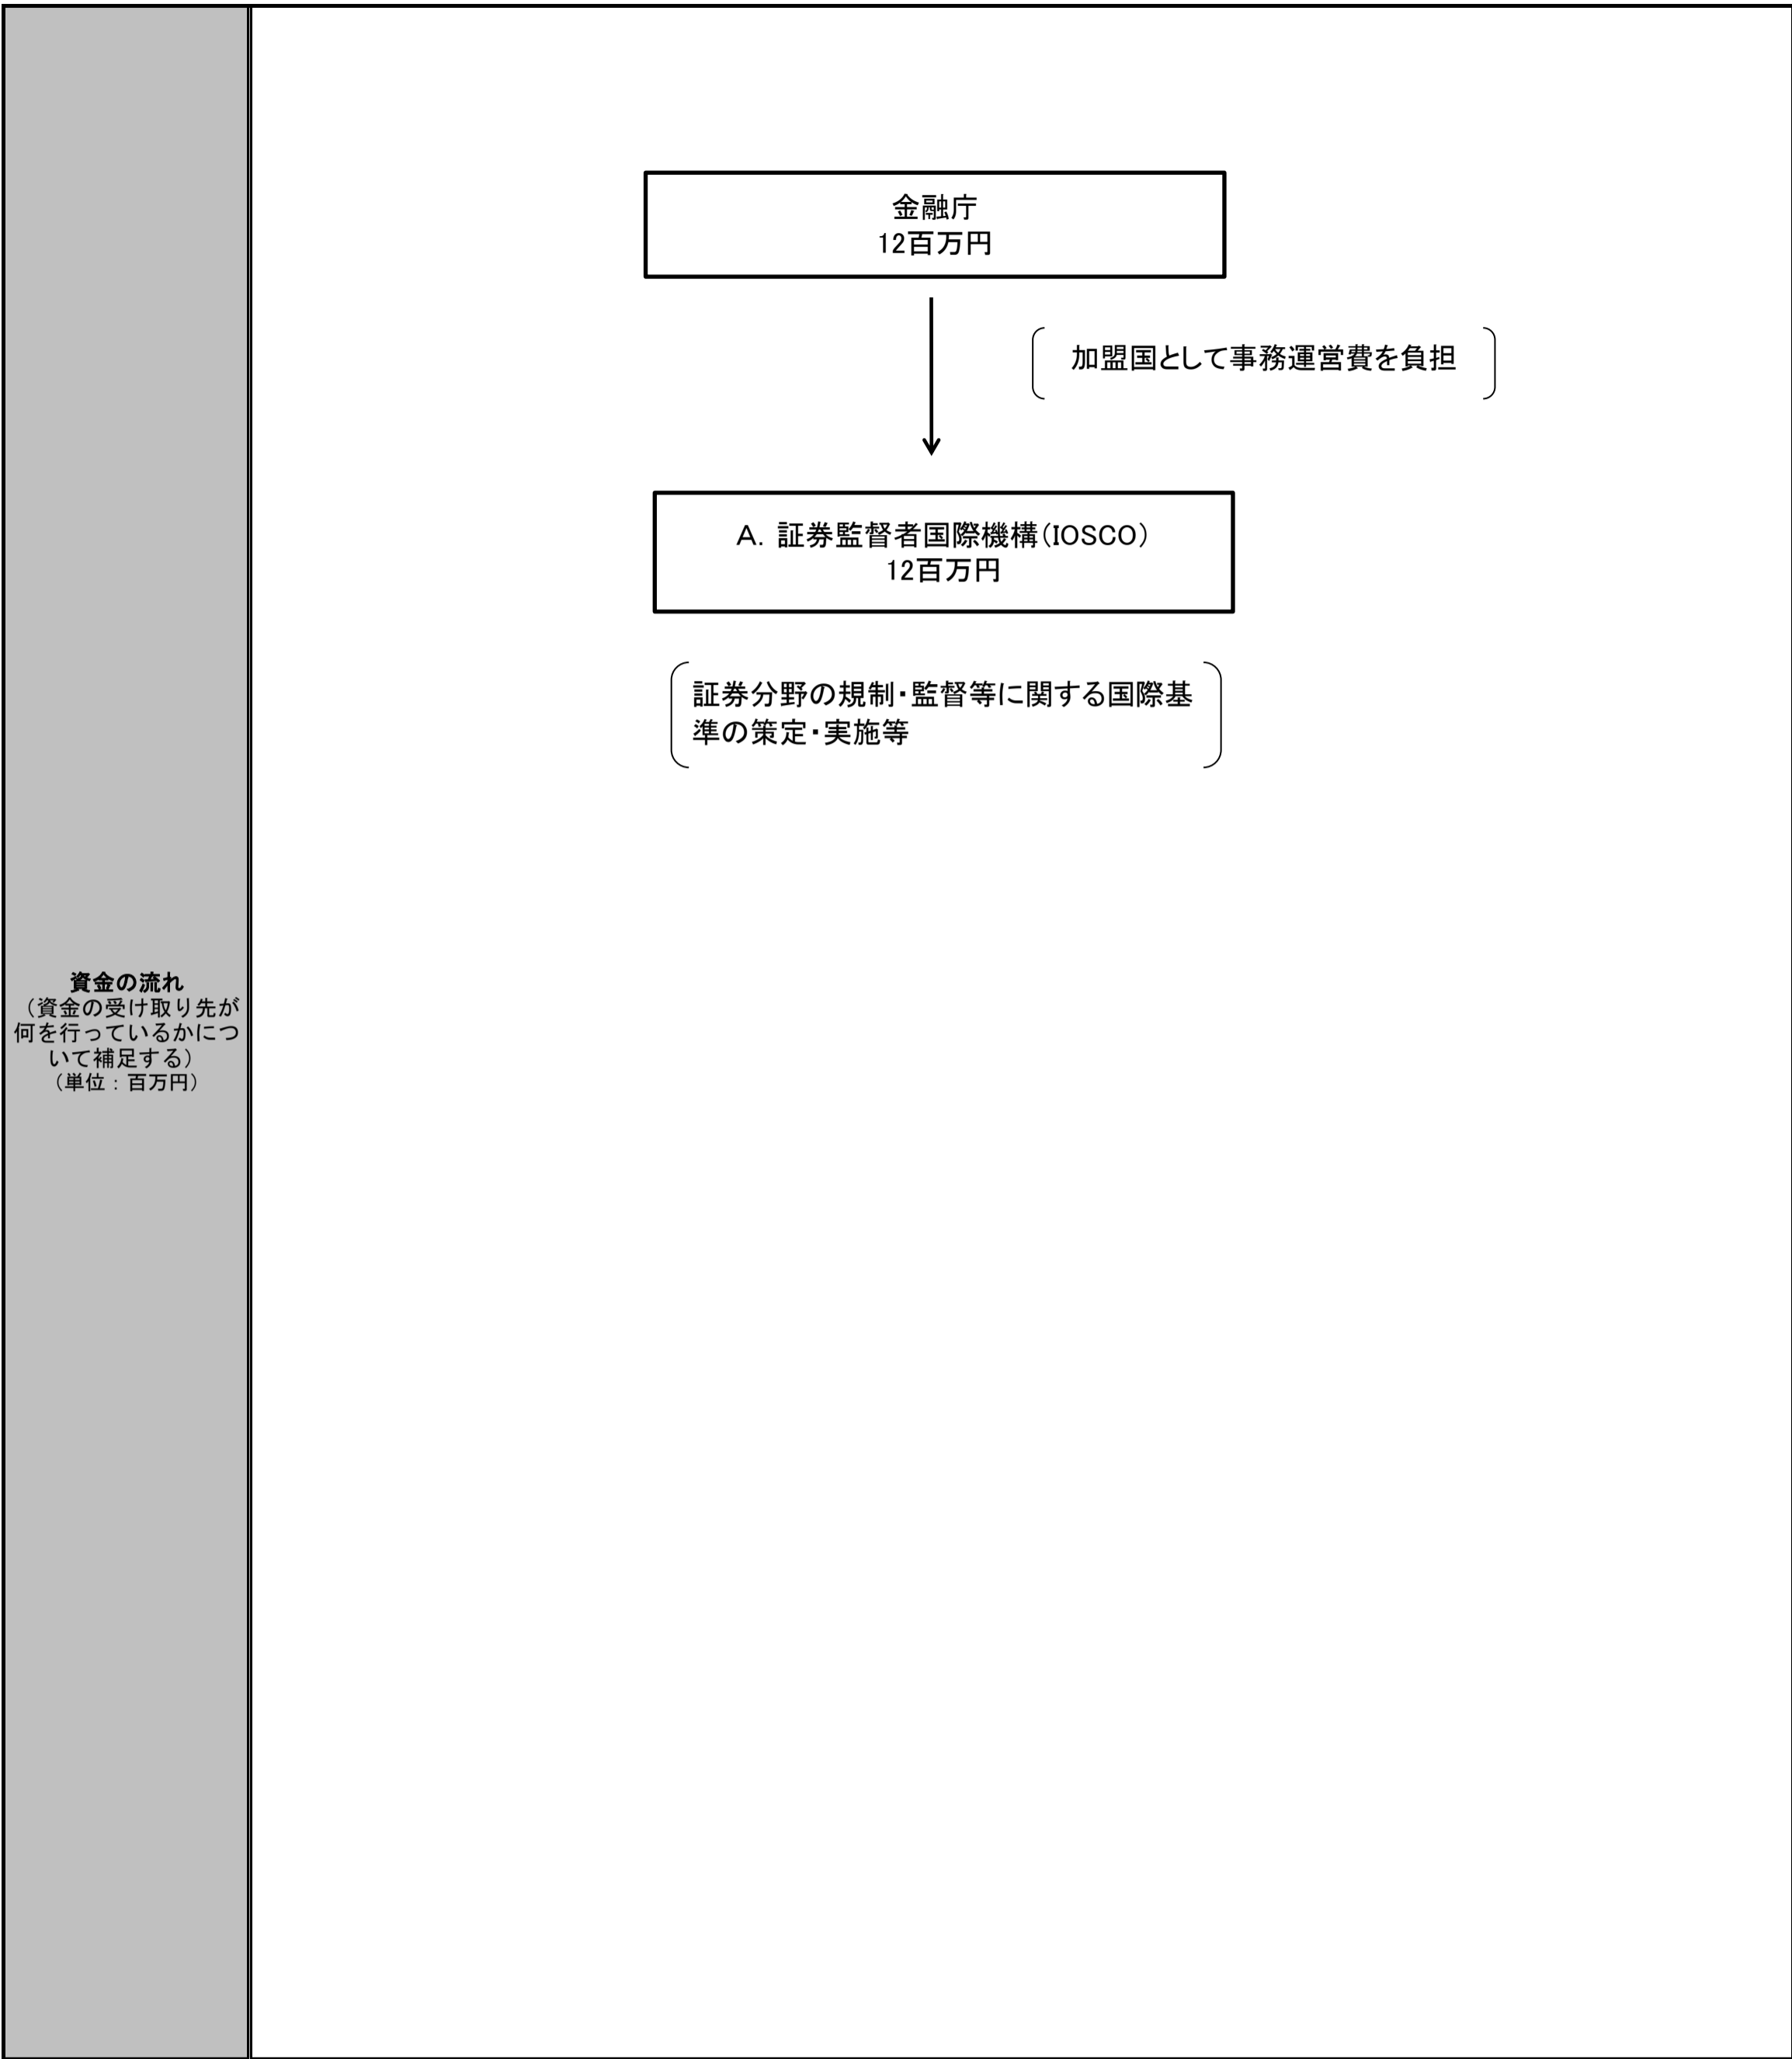 金融庁
12百万円
加盟国として事務運営費を負担
A. 証券監督者国際機構(IOSCO)
12百万円
証券分野の規制・監督等に関する国際基
準の策定・実施等
資金の流れ
（資金の受け取り先が
何を行っているかにつ
いて補足する）
（単位：百万円）